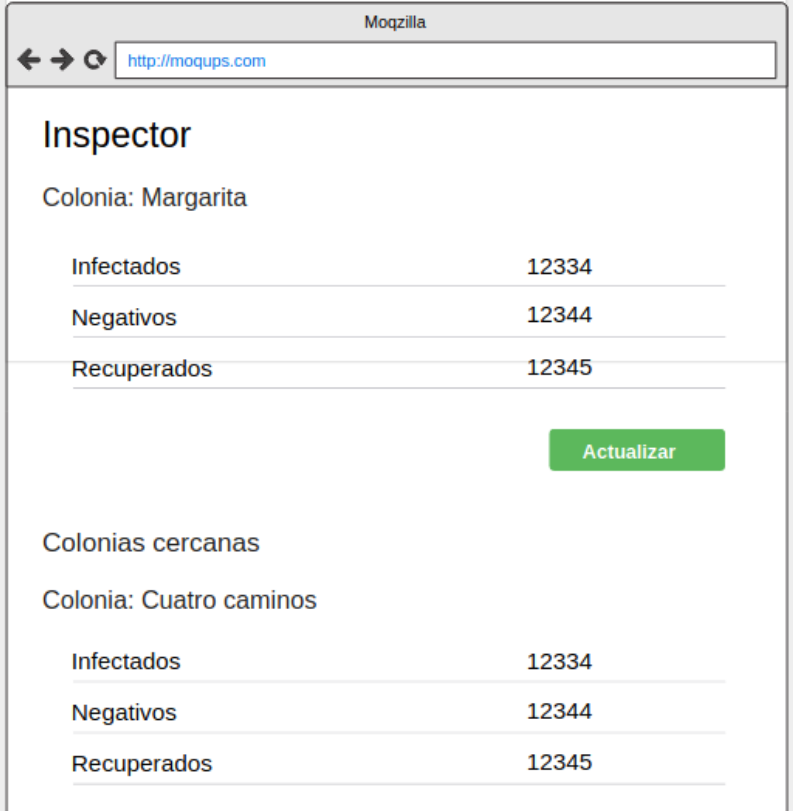 Moqzilla
http://moqups.com
Inspector
Colonia: Margarita
Infectados 12334
Negativos 12344
Recuperados 12345
Actualizar
Colonias cercanas
Colonia: Cuatro caminos
Infectados 12334
Negativos 12344
Recuperados 12345